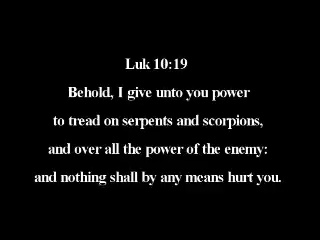 Luk 10:19
Behold, I give unto you power
to tread on serpents and scorpions,
and over all the power of the enemy:
and nothing shall by any means hurt you.